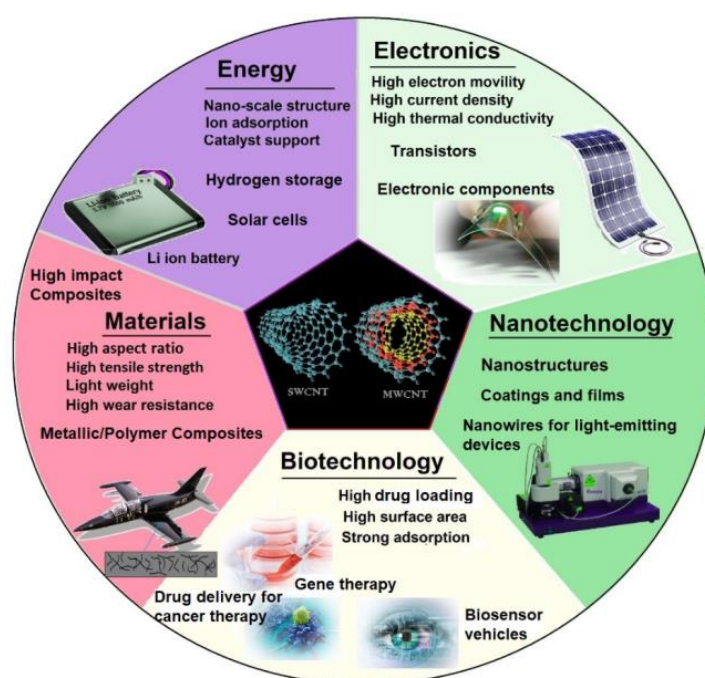 Energy
Nano-scale structure
Ion adsorption
Catalyst support
Hydrogen storage
Solar cells
Li ion battery
Li-ion Battery
Electronics
High electron movility
High current density
High thermal conductivity
Transistors
Electronic components
High impact
Composites
Materials
High aspect ratio
High tensile strength
Light weight
High wear resistance
Metallic/Polymer Composites
SWCNT
MWCNT
Nanotechnology
Nanostructures
Coatings and films
Nanowires for light-emitting
devices
Biotechnology
High drug loading
High surface area
Strong adsorption
Gene therapy
Drug delivery for
cancer therapy
Biosensor
vehicles